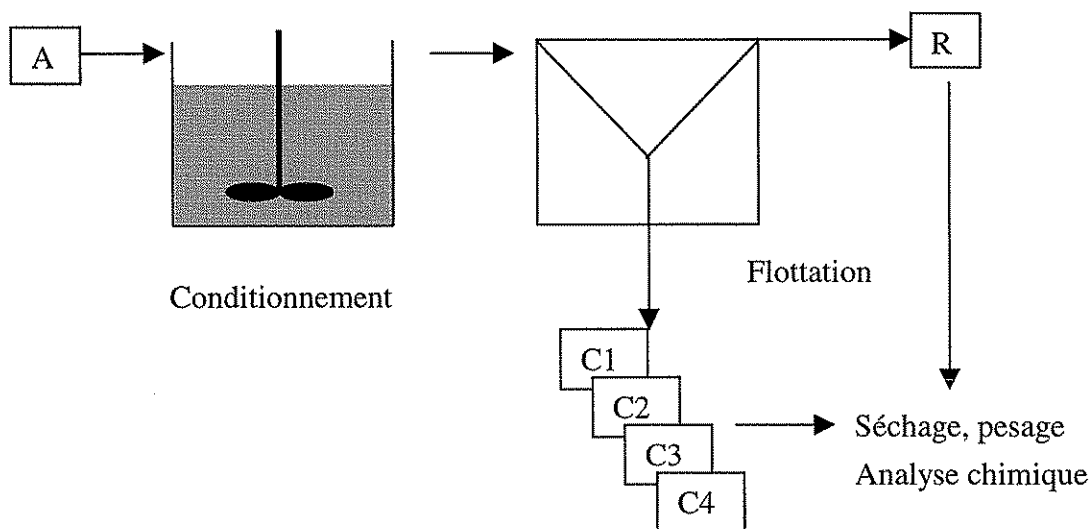 A
R
Conditionnement
Flottation
C1
C2
C3
C4
Séchage, pesage
Analyse chimique